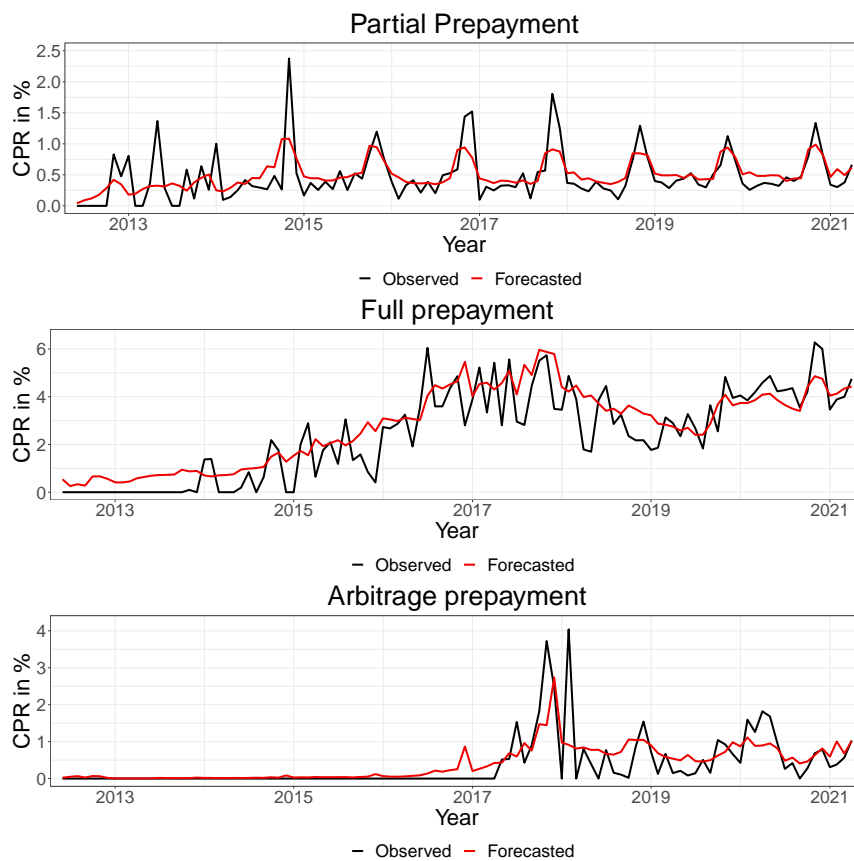 Partial Prepayment
CPR in %
2.5
2.0
1.5
1.0
0.5
0.0
2013 2015 2017 2019 2021
Year
Observed Forecasted
Full prepayment
CPR in %
6
4
2
0
2013 2015 2017 2019 2021
Year
Observed Forecasted
Arbitrage prepayment
CPR in %
4
3
2
1
0
2013 2015 2017 2019 2021
Year
Observed Forecasted